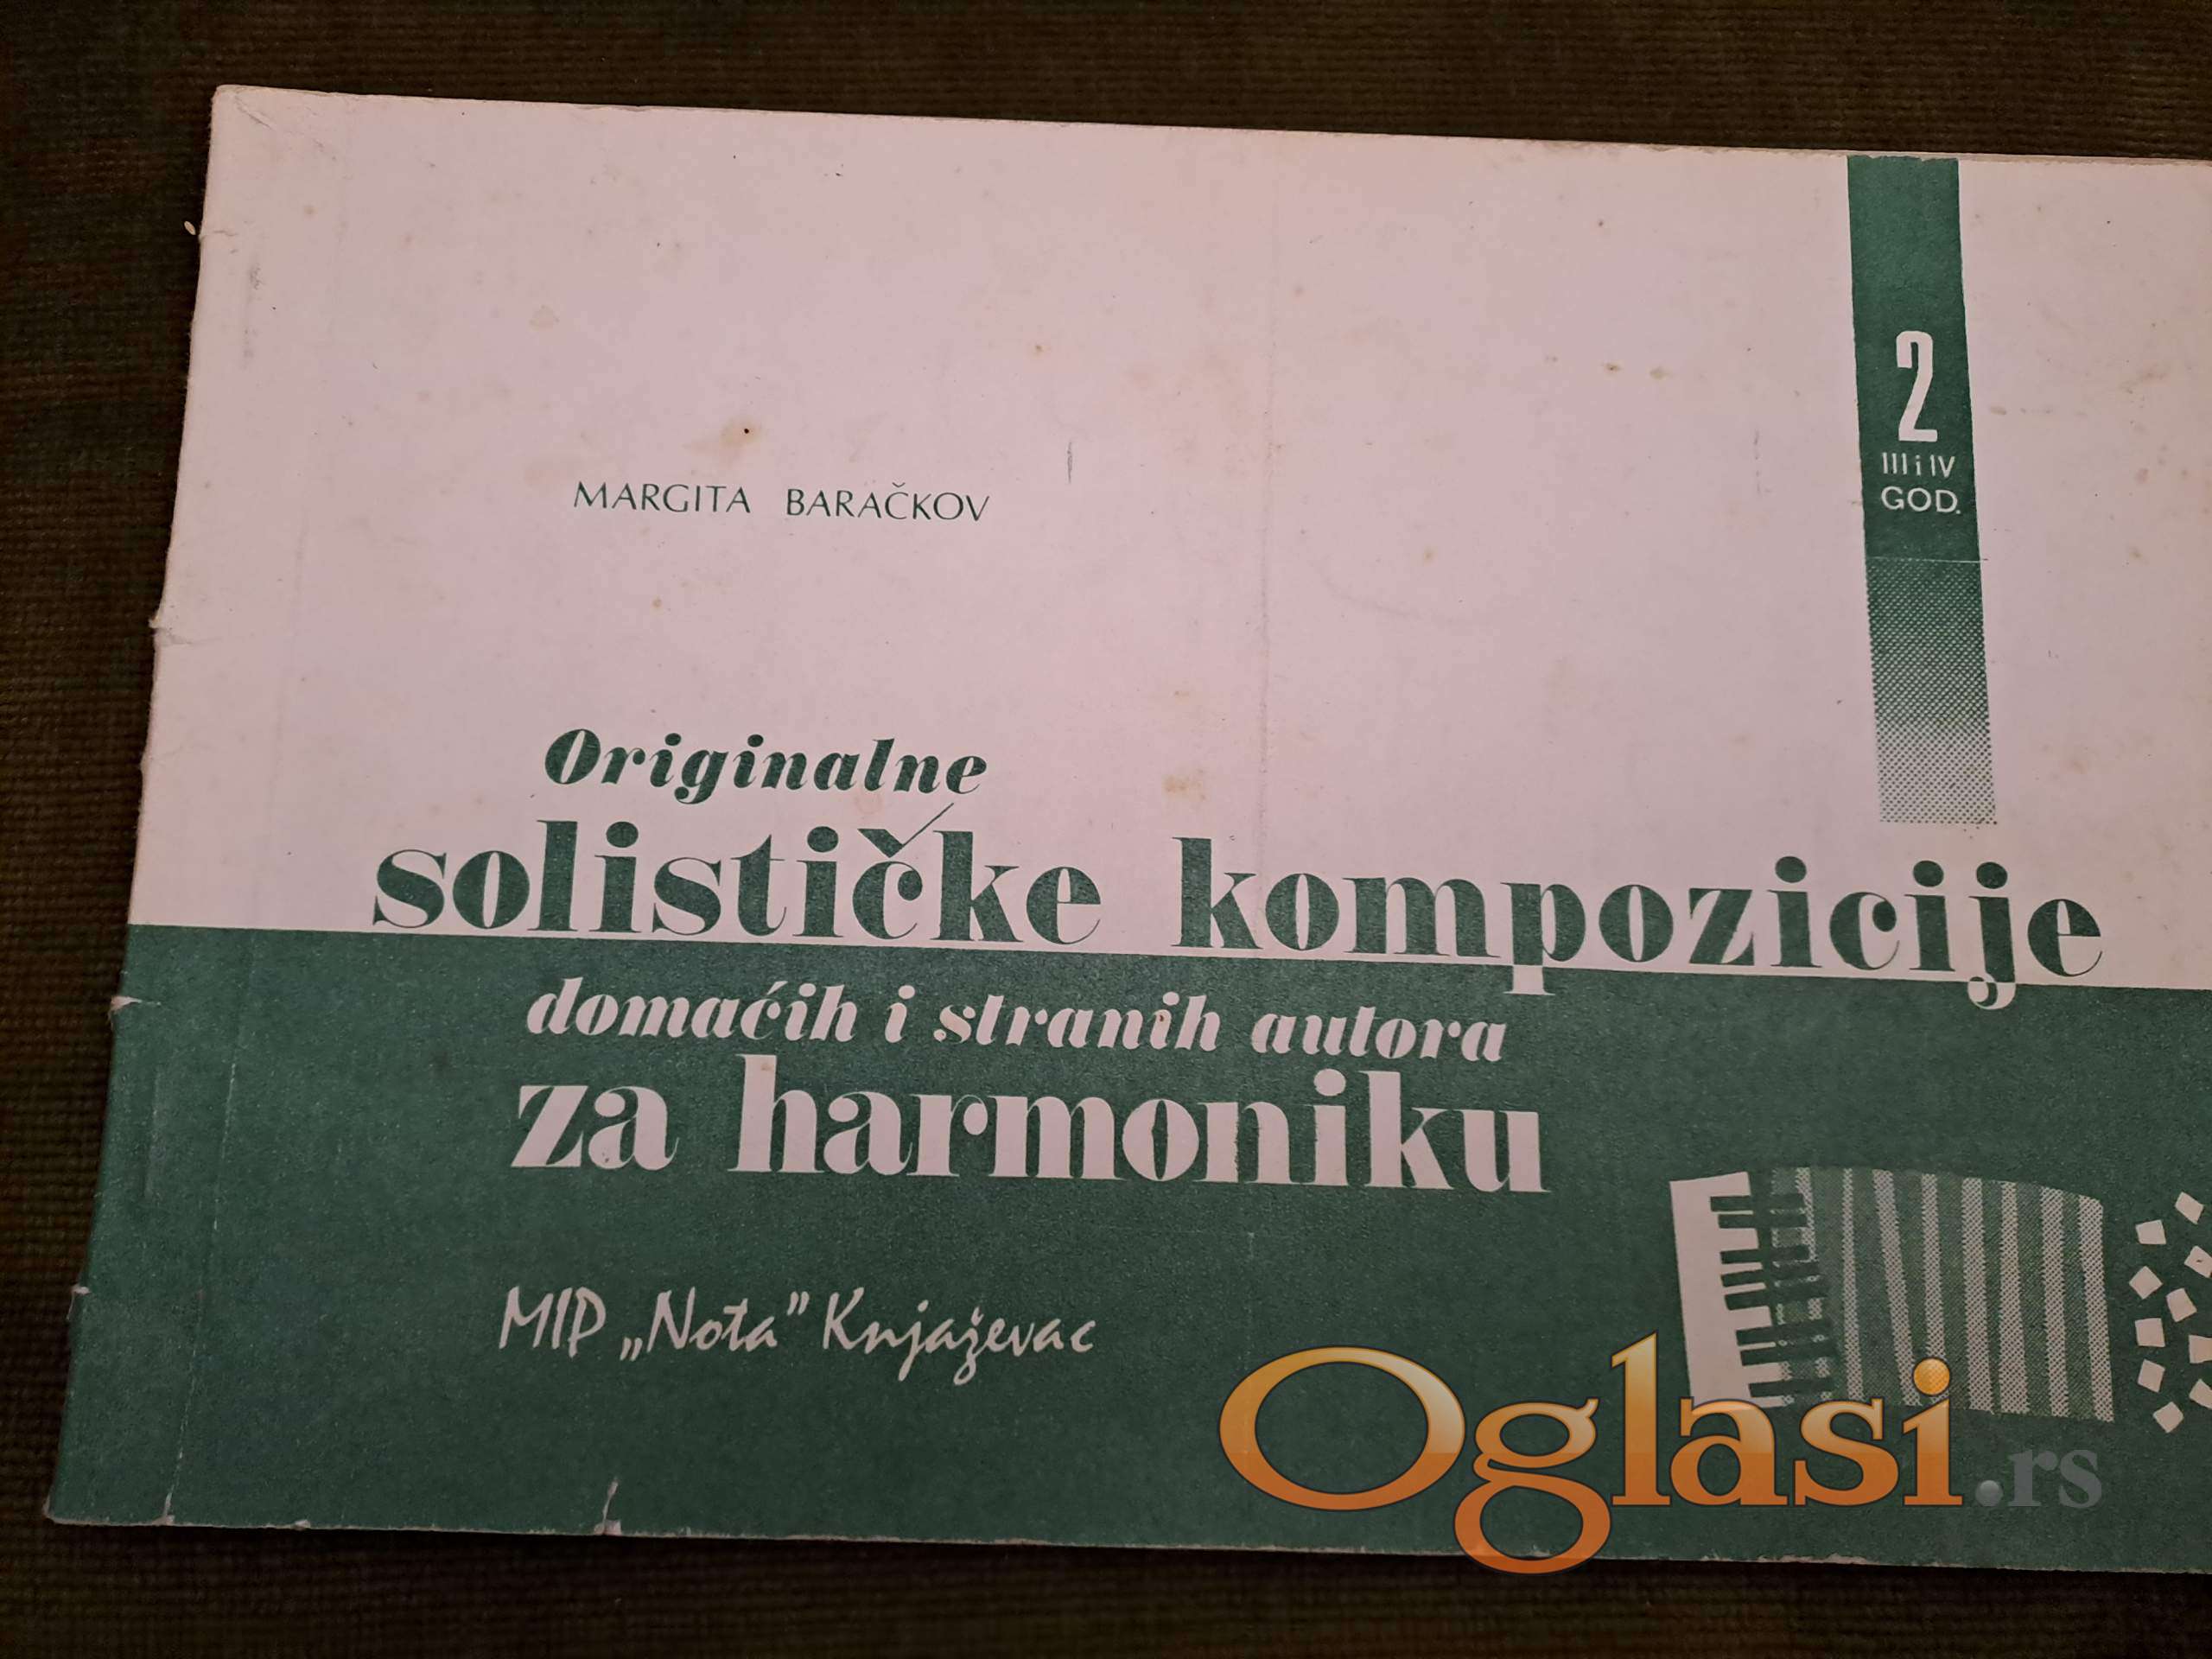 2
III i IV
GOD.
MARGITA BARAČKOV
Originalne
solističke kompozicije
domaćih i stranih autora
za harmoniku
MIP „Nota” Knjaževac
Oglasi.rs